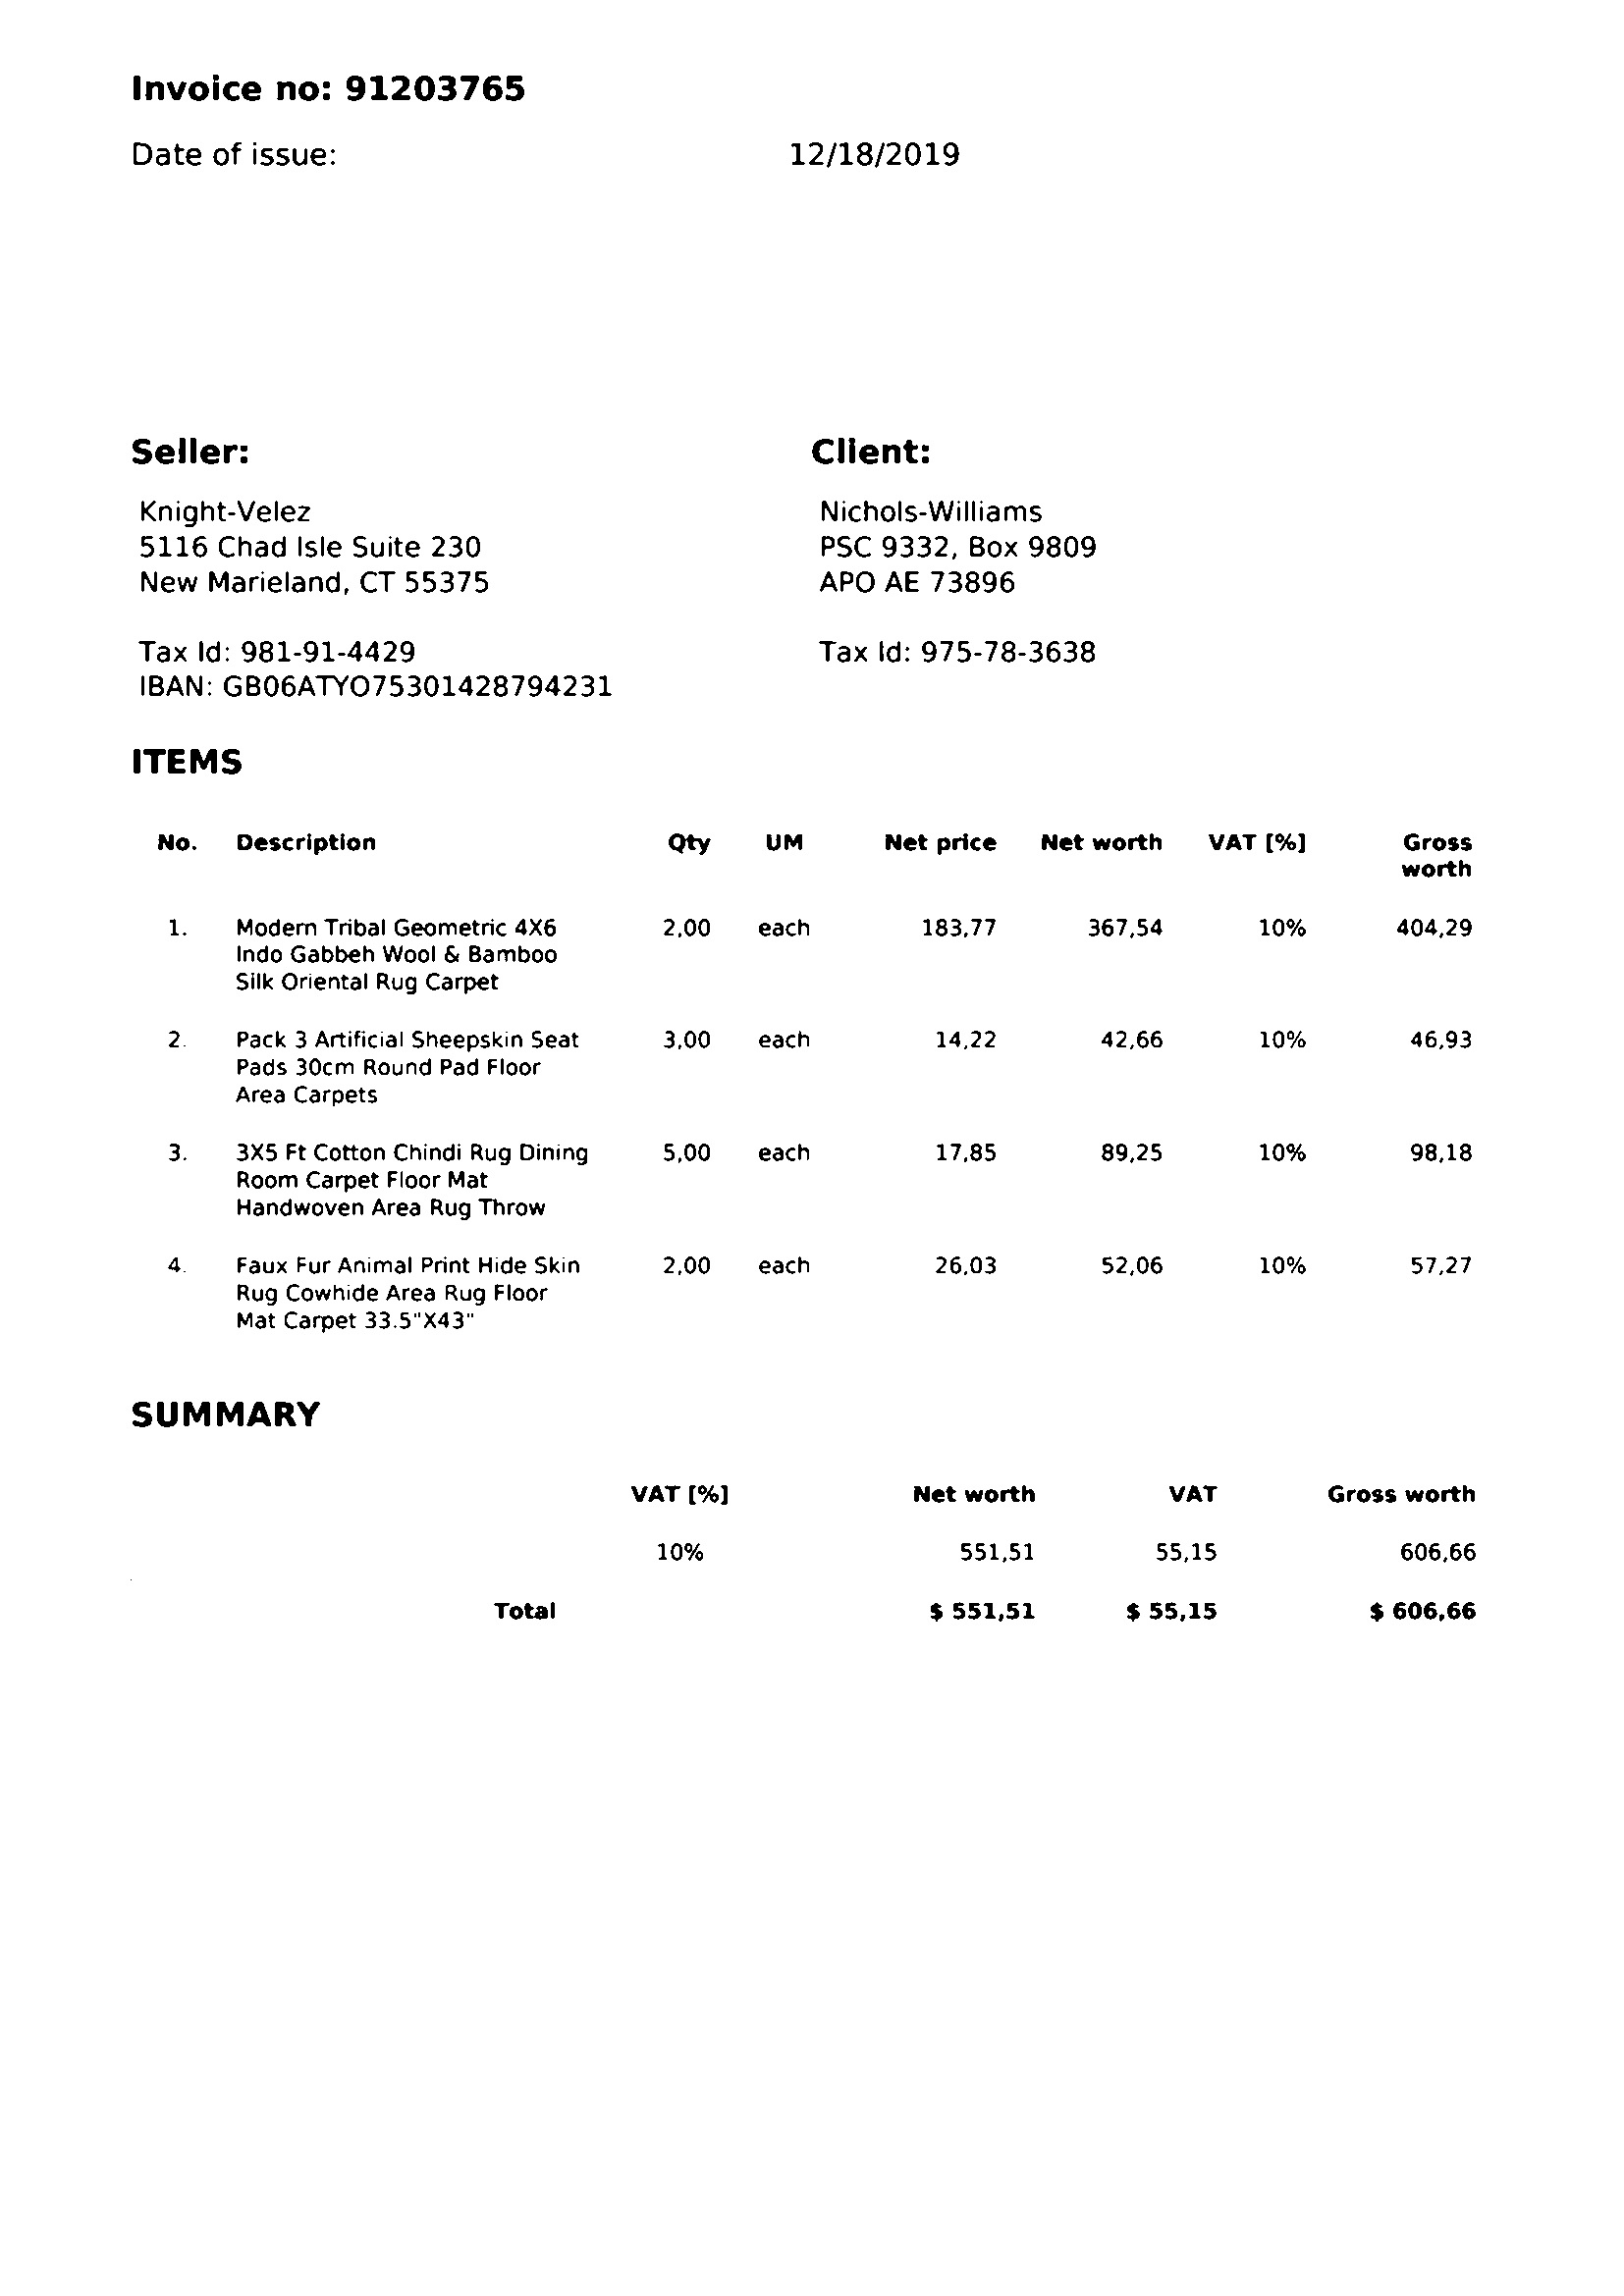 Invoice no: 91203765
Date of issue: 12/18/2019
Seller: Client:
Knight-Velez Nichols-Williams
5116 Chad Isle Suite 230 PSC 9332, Box 9809
New Marieland, CT 55375 APO AE 73896
Tax Id: 981-91-4429 Tax Id: 975-78-3638
IBAN: GB06ATYO75301428794231
ITEMS
No. Description Qty UM Net price Net worth VAT [%] Gross
worth
1. Modern Tribal Geometric 4X6 2,00 each 183,77 367,54 10% 404,29
Indo Gabbeh Wool & Bamboo
Silk Oriental Rug Carpet
2. Pack 3 Artificial Sheepskin Seat 3,00 each 14,22 42,66 10% 46,93
Pads 30cm Round Pad Floor
Area Carpets
3. 3X5 Ft Cotton Chindi Rug Dining 5,00 each 17,85 89,25 10% 98,18
Room Carpet Floor Mat
Handwoven Area Rug Throw
4. Faux Fur Animal Print Hide Skin 2,00 each 26,03 52,06 10% 57,27
Rug Cowhide Area Rug Floor
Mat Carpet 33.5"X43"
SUMMARY
VAT [%] Net worth VAT Gross worth
10% 551,51 55,15 606,66
Total $ 551,51 $ 55,15 $ 606,66